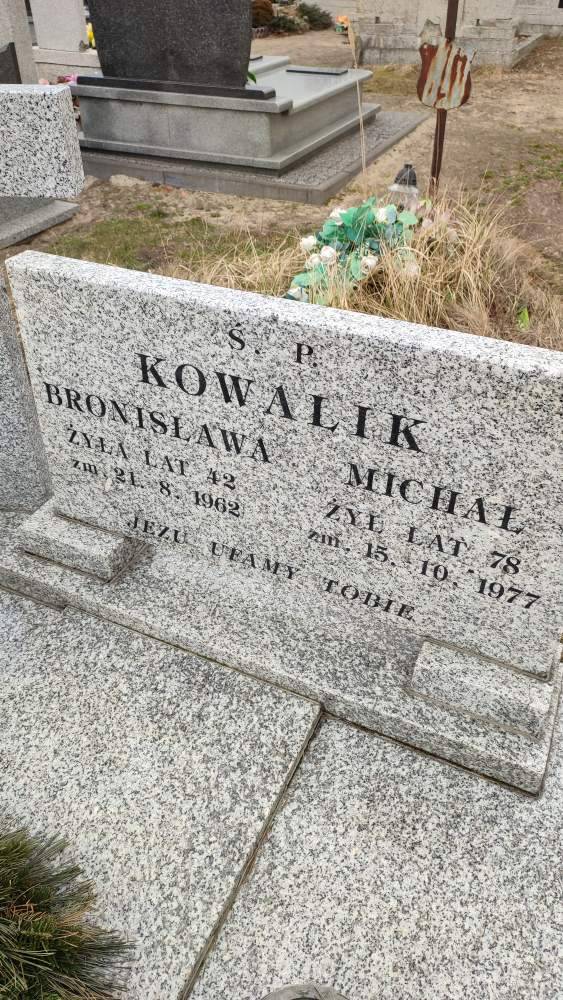 Ś. P.
KOWALIK
BRONISŁAWA
ŻYŁA LAT 42
zm. 21. 8. 1962
MICHAŁ
ŻYŁ LAT 78
zm. 15. 10. 1977
JEZU UFAMY TOBIE